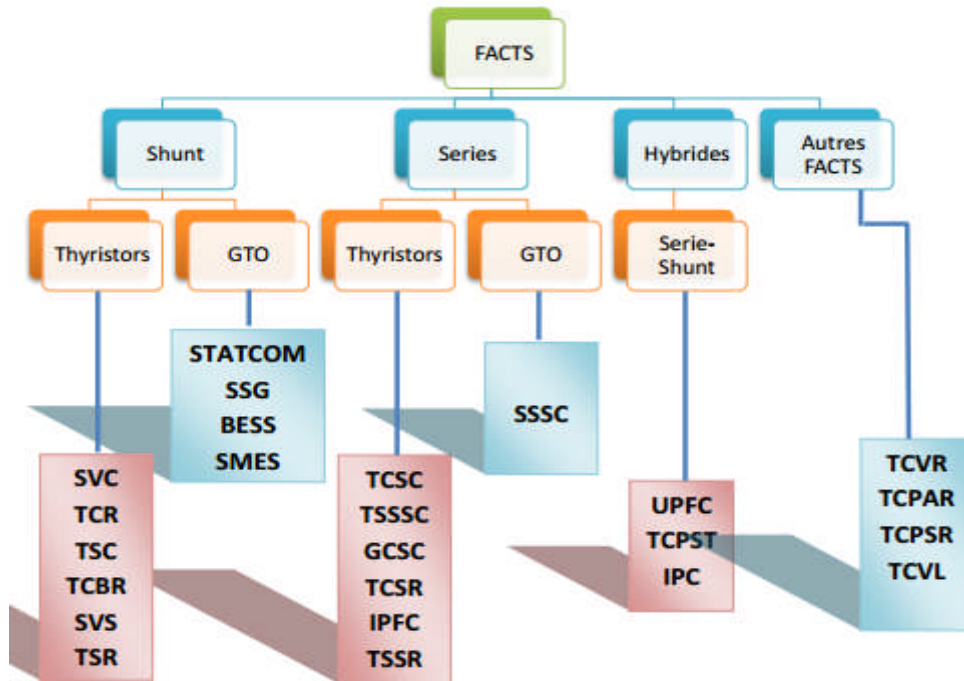 FACTS
Shunt
Series
Hybrides
Autres
FACTS
Thyristors
GTO
Thyristors
GTO
Serie-
Shunt
STATCOM
SSG
BESS
SMES
SSSC
SVC
TCR
TSC
TCBR
SVS
TSR
TCSC
TSSSC
GCSC
TCSR
IPFC
TSSR
UPFC
TCPST
IPC
TCVR
TCPAR
TCPSR
TCVL